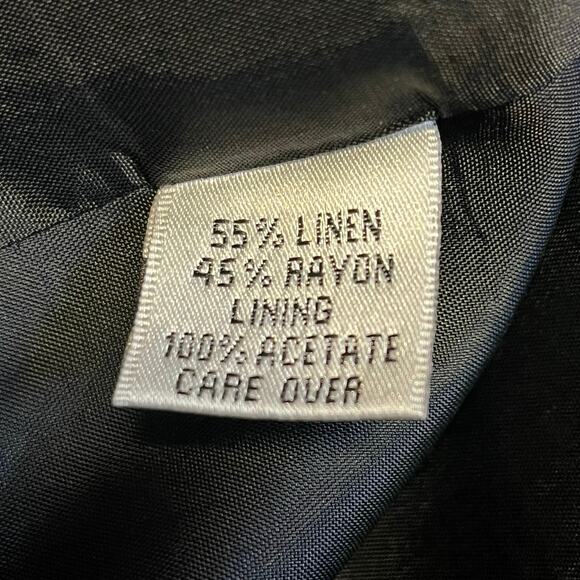 55% LINEN
45% RAYON
LINING
100% ACETATE
CARE OVER